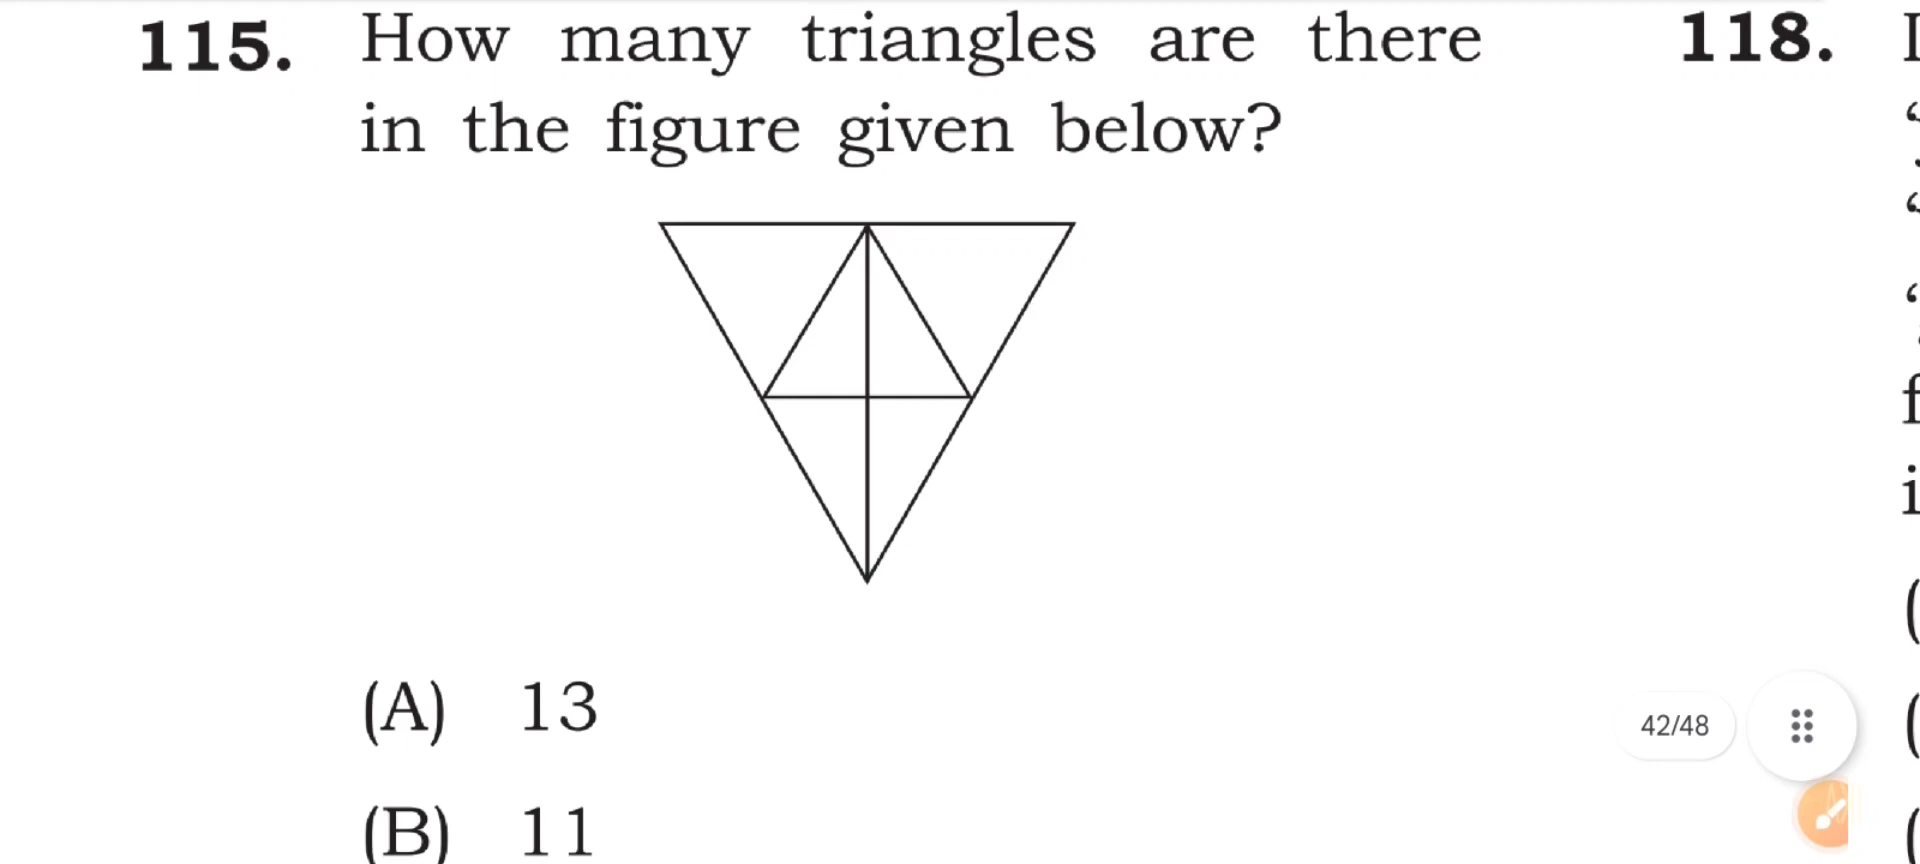 115. How many triangles are there
in the figure given below?
(A) 13
(B) 11
118.
42/48